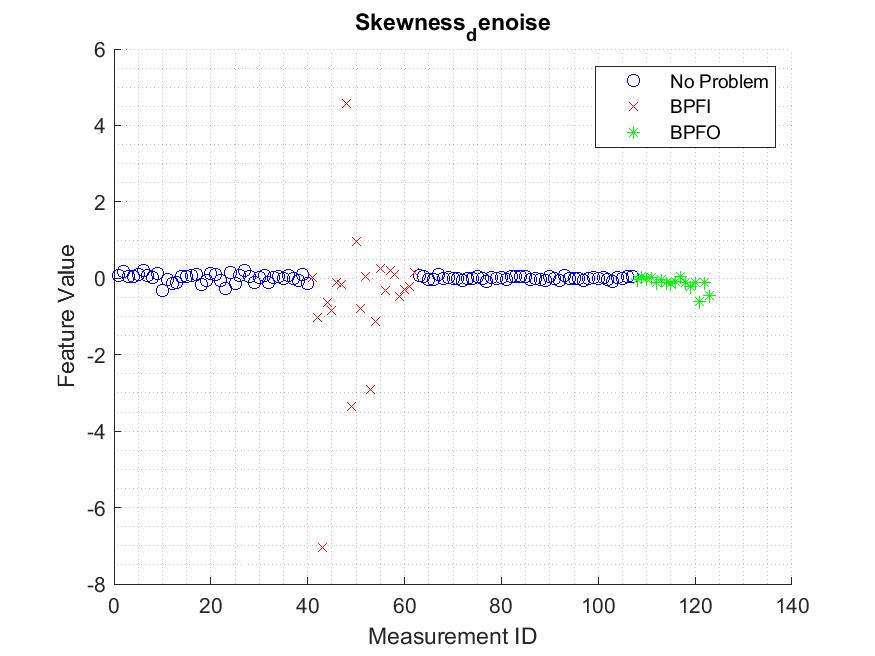 Skewness_denoise
6
4
2
0
-2
-4
-6
-8
Feature Value
0 20 40 60 80 100 120 140
Measurement ID
No Problem
BPFI
BPFO